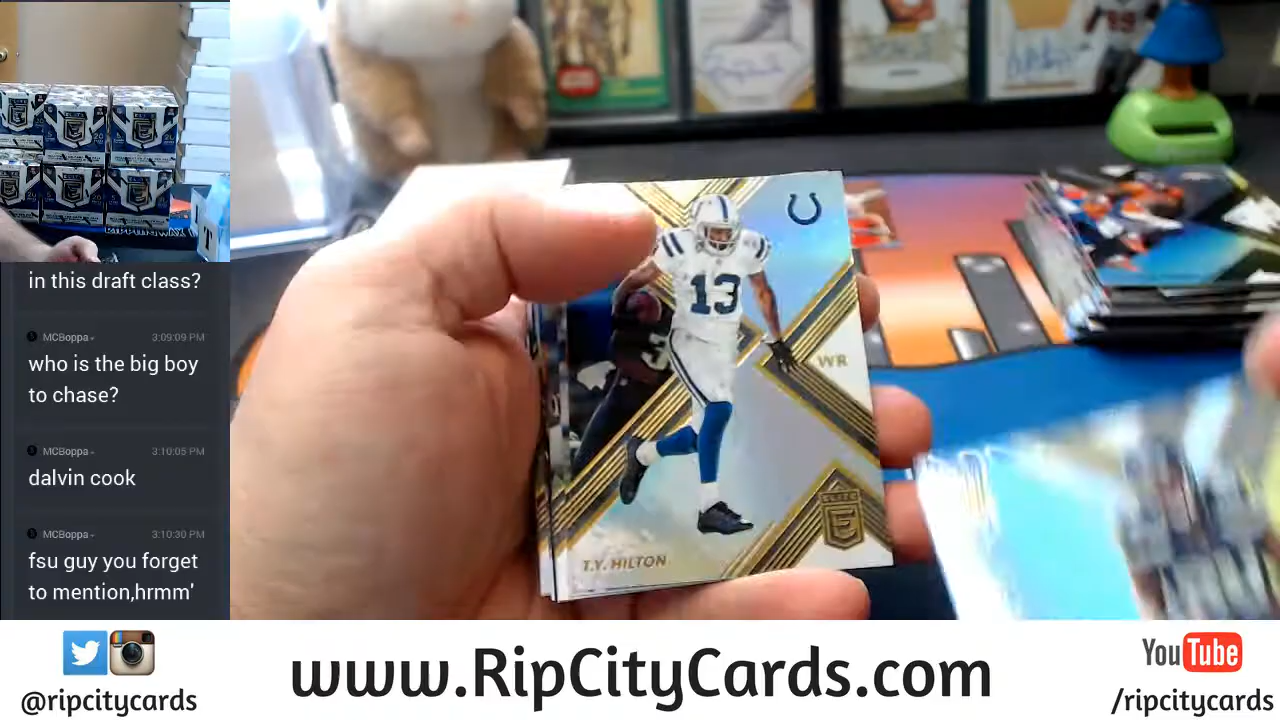 in this draft class?
MCBoppa 3:09:09 PM
who is the big boy
to chase?
MCBoppa 3:10:05 PM
dalvin cook
MCBoppa 3:10:30 PM
fsu guy you forget
to mention,hrmm'
13
WR
ELITE
E
T.Y. HILTON
@ripcitycards
www.RipCityCards.com
YouTube
/ripcitycards